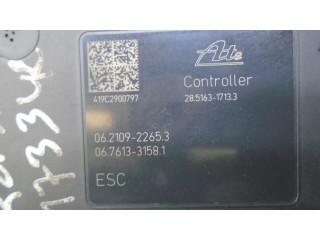 Ate
Controller
419C2900797
28.5163-1713.3
06.2109-2265.3
06.7613-3158.1
ESC